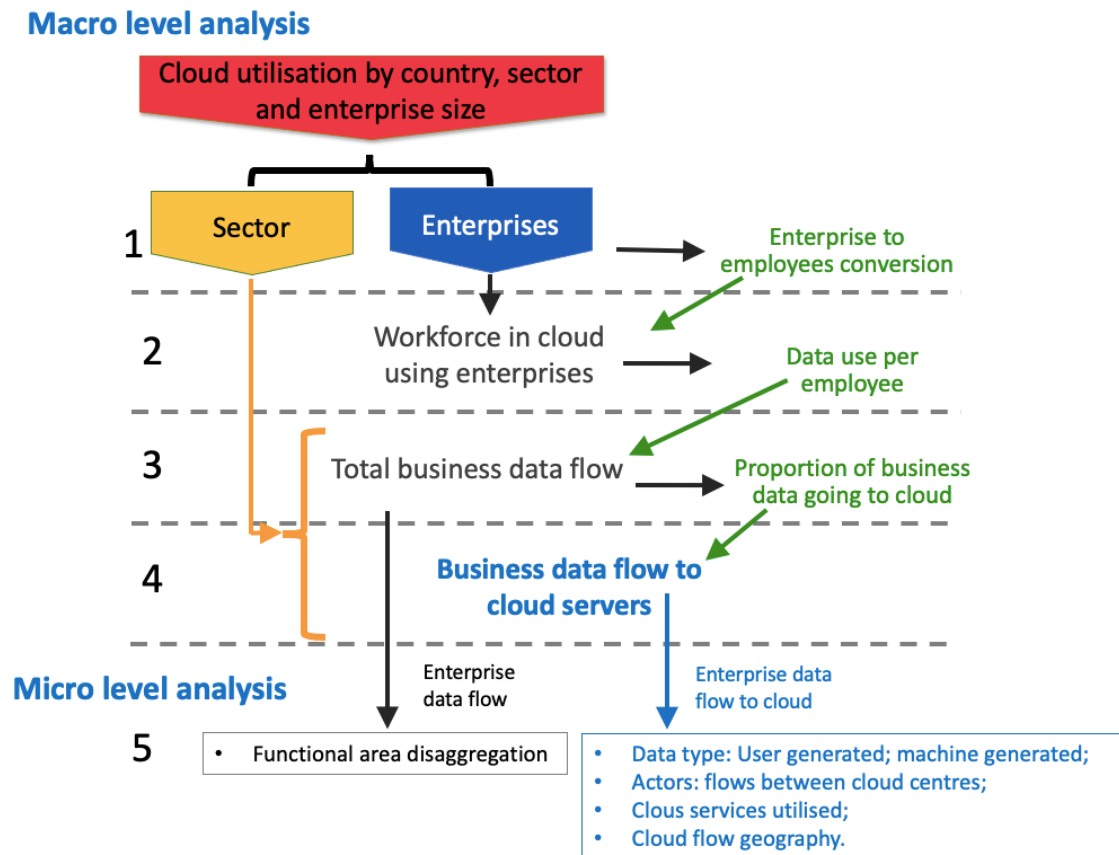 Macro level analysis
Cloud utilisation by country, sector
and enterprise size
Sector
Enterprises
1
Enterprise to
employees conversion
2
Workforce in cloud
using enterprises
Data use per
employee
3
Total business data flow
Proportion of business
data going to cloud
4
Business data flow to
cloud servers
Micro level analysis
Enterprise
data flow
Enterprise data
flow to cloud
5
• Functional area disaggregation
• Data type: User generated; machine generated;
• Actors: flows between cloud centres;
• Clous services utilised;
• Cloud flow geography.